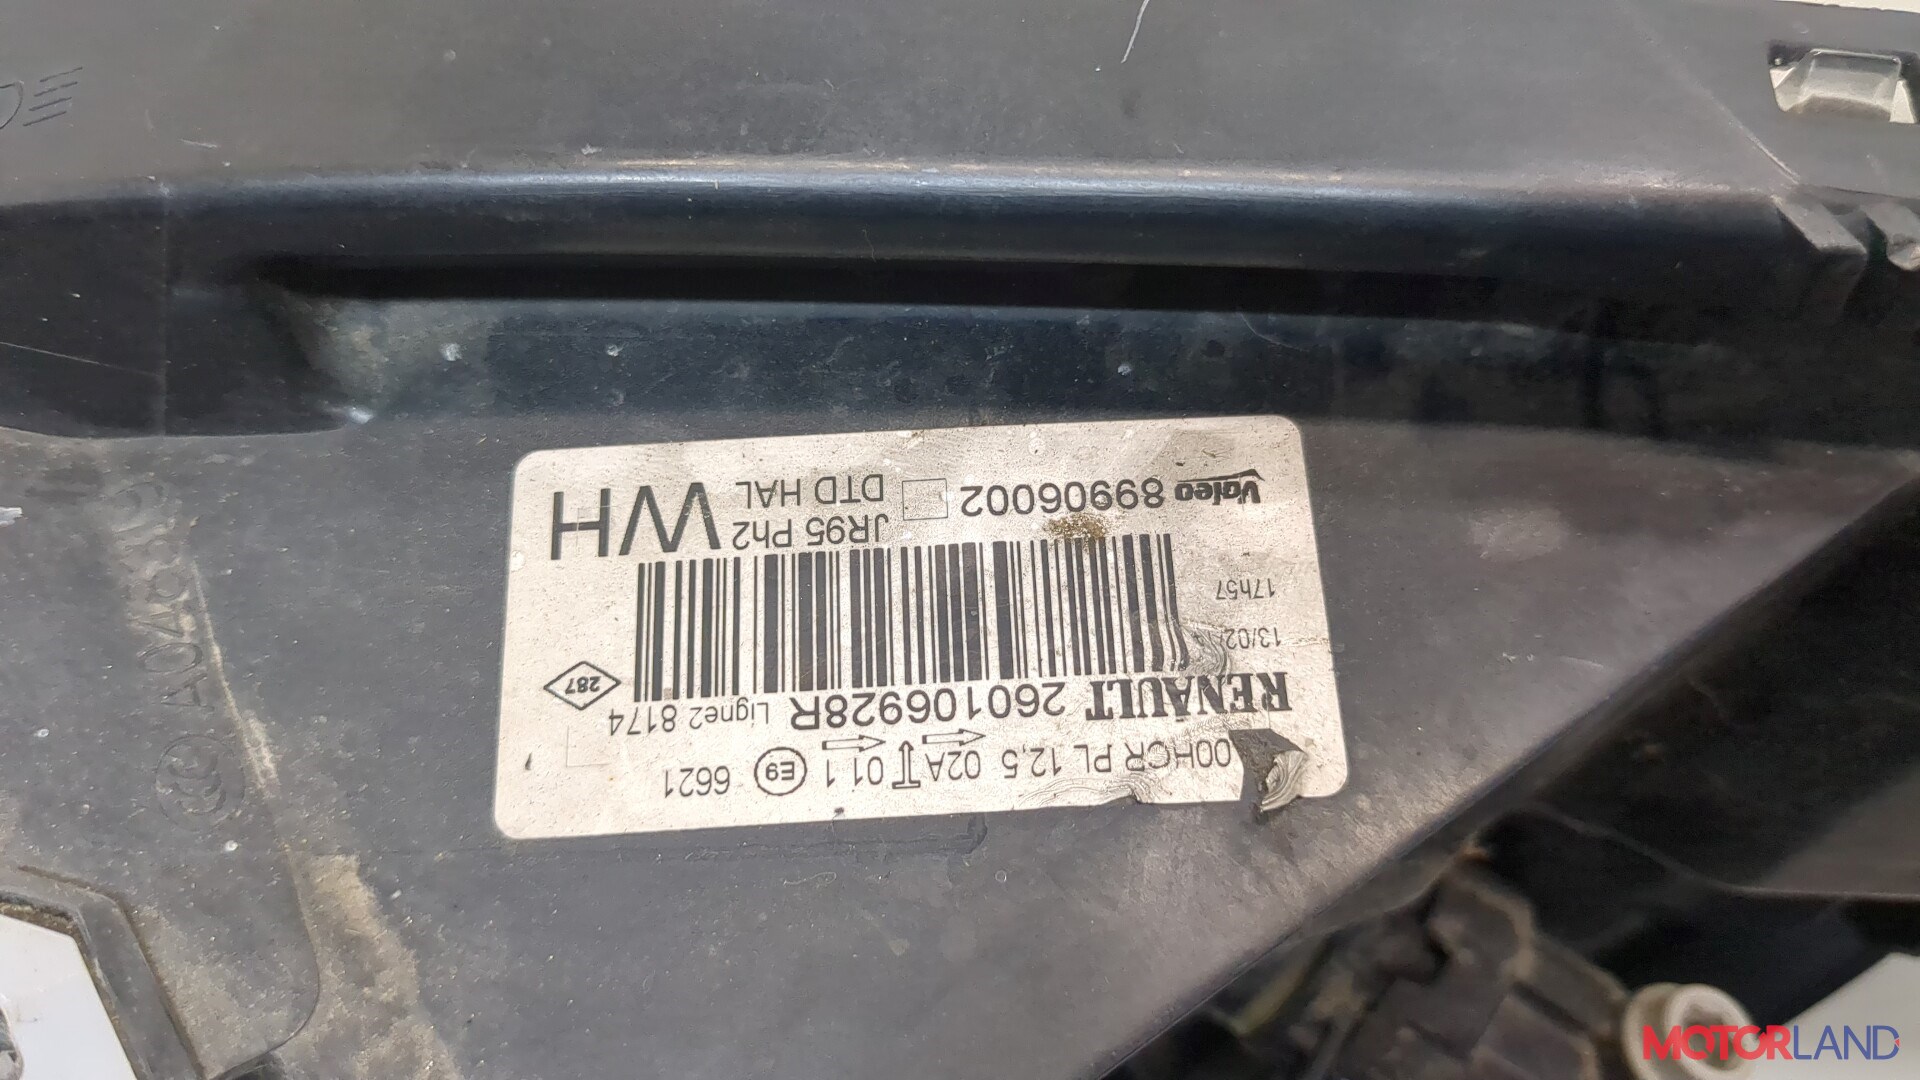 00HCR PL 12,5 02A 01 1 E9 6621
RENAULT 260106928R Ligne2 8174
287
13/02/
17h57
JR95 Ph2
Valeo 89906002 DTD HAL
WH
MOTORLAND